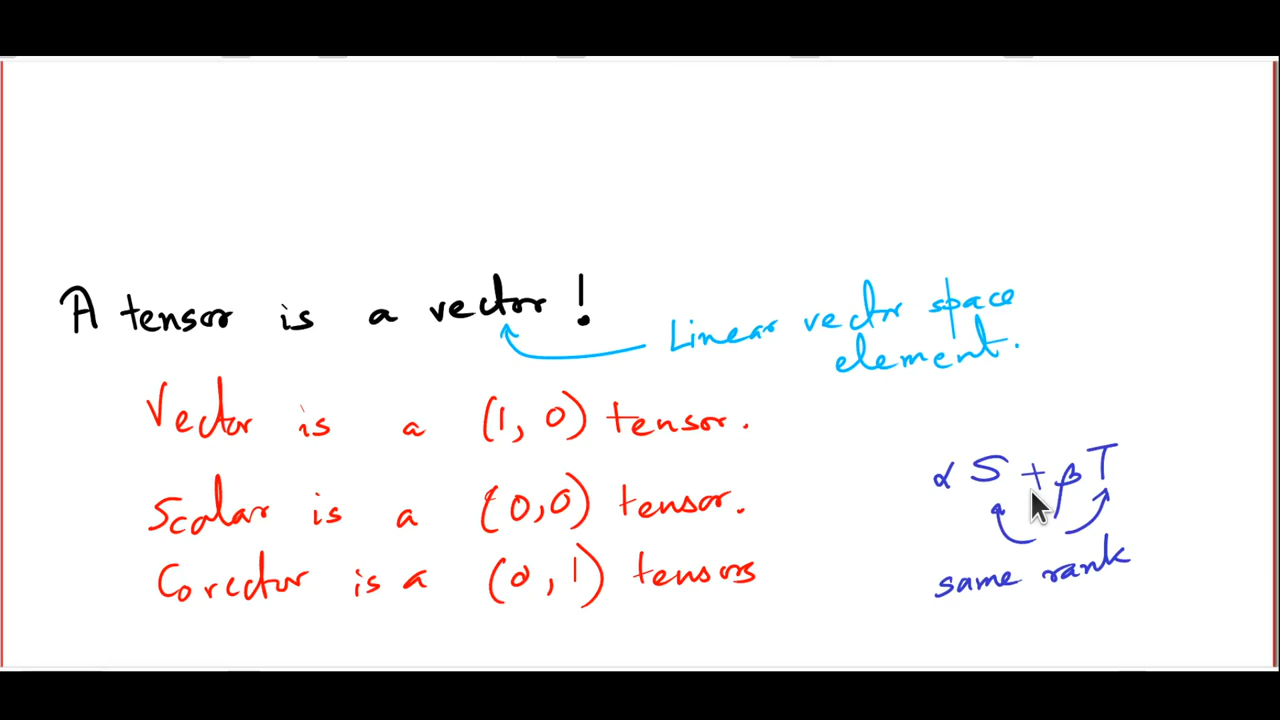 A tensor is a vector!
Linear vector space
element.
Vector is a (1, 0) tensor.
α S + β T
Scalar is a (0,0) tensor.
same rank
Covector is a (0, 1) tensors